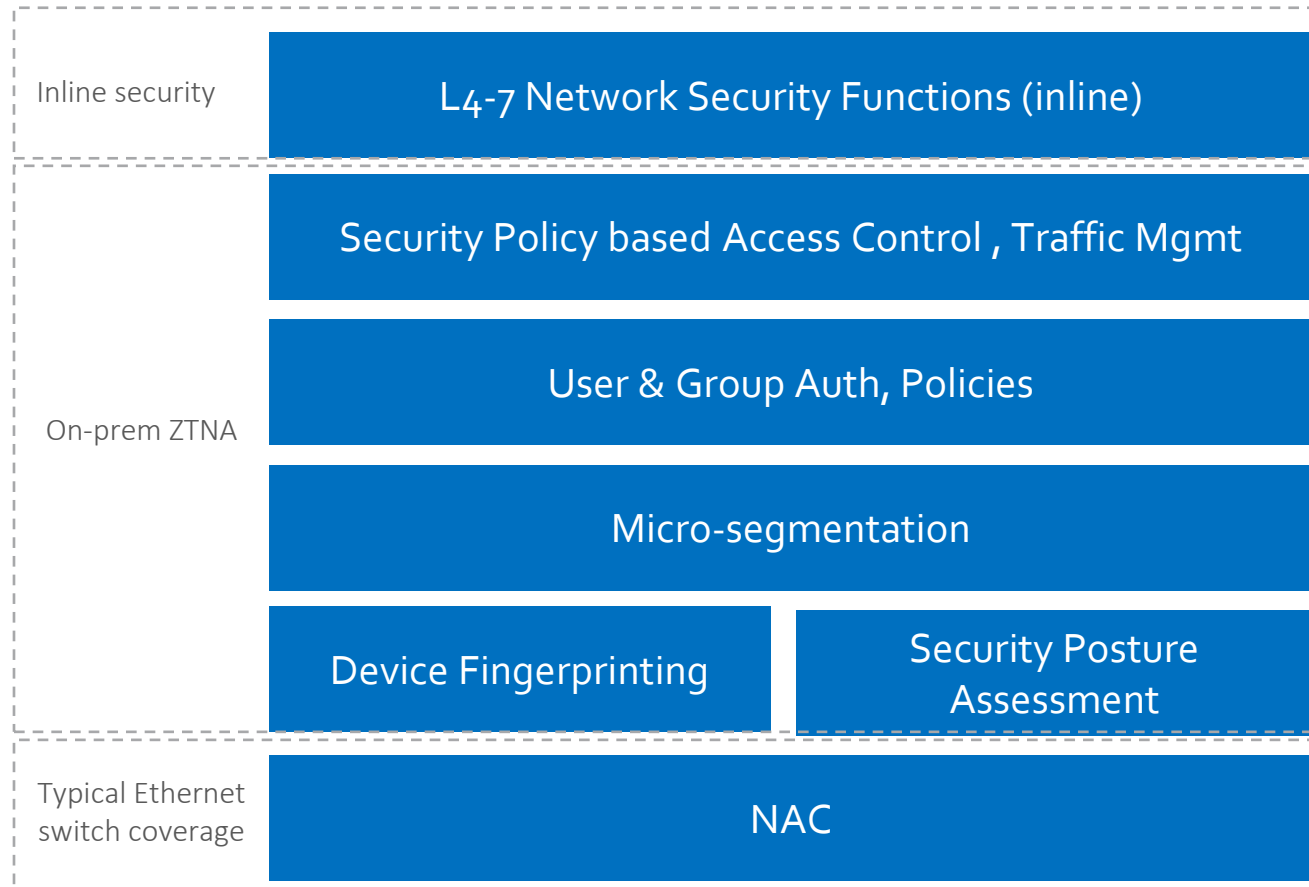 Inline security
L4-7 Network Security Functions (inline)
Security Policy based Access Control , Traffic Mgmt
User & Group Auth, Policies
On-prem ZTNA
Micro-segmentation
Device Fingerprinting
Security Posture
Assessment
Typical Ethernet
switch coverage
NAC